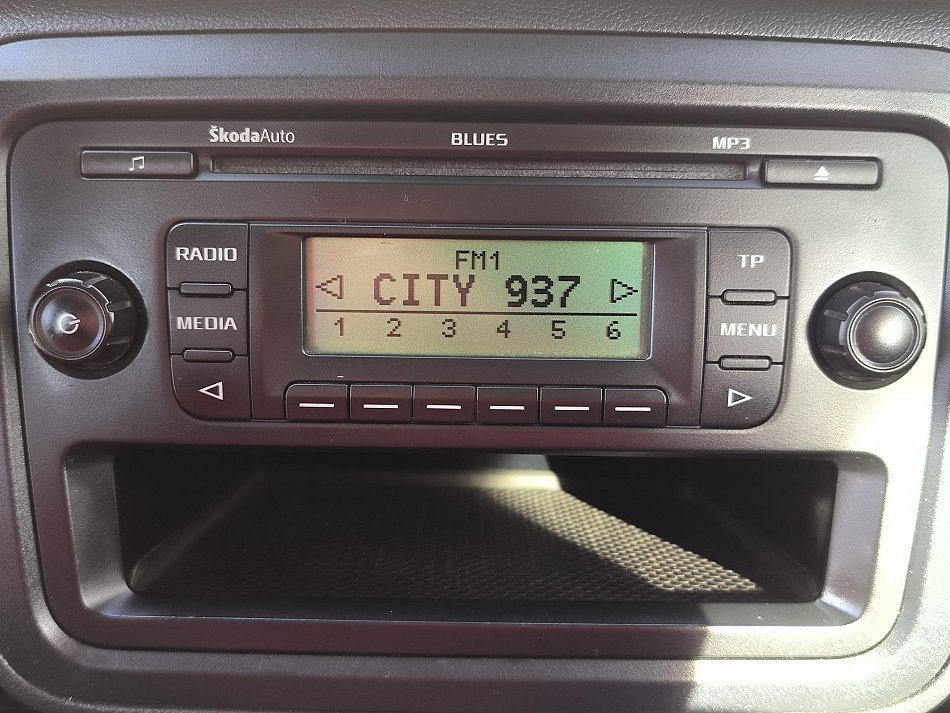 ŠkodaAuto BLUES MP3
RADIO
MEDIA
FM1
CITY 937
1 2 3 4 5 6
TP
MENU